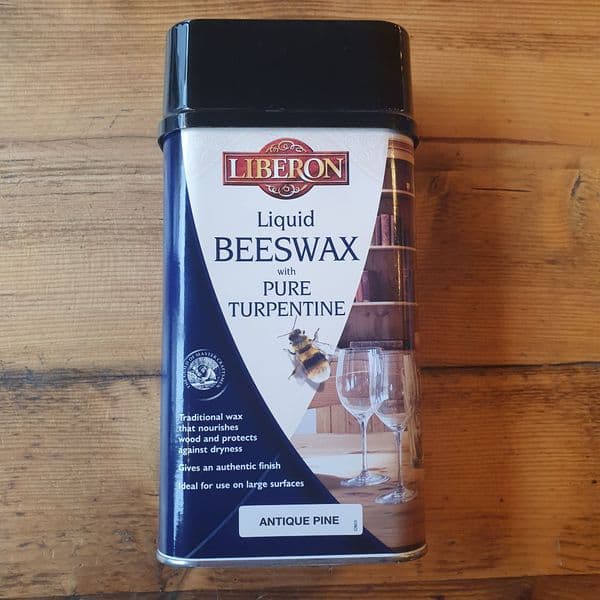 LIBERON
Liquid
BEESWAX
with
PURE
TURPENTINE
Traditional wax
that nourishes
wood and protects
against dryness
Gives an authentic finish
Ideal for use on large surfaces
ANTIQUE PINE